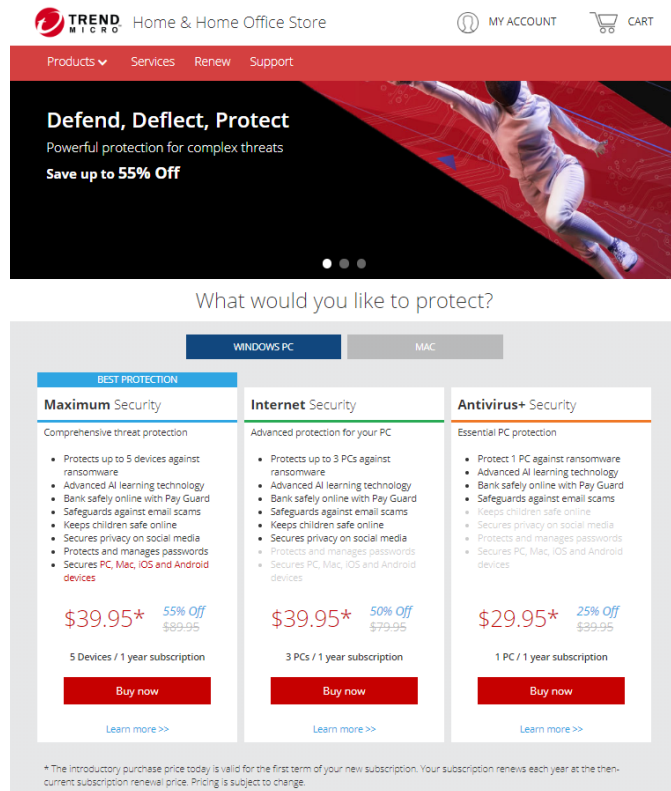 TREND MICRO Home & Home Office Store
MY ACCOUNT
CART
Products
Services
Renew
Support
Defend, Deflect, Protect
Powerful protection for complex threats
Save up to 55% Off
What would you like to protect?
WINDOWS PC
MAC
BEST PROTECTION
Maximum Security
Comprehensive threat protection
Protects up to 5 devices against
ransomware
Advanced AI learning technology
Bank safely online with Pay Guard
Safeguards against email scams
Keeps children safe online
Secures privacy on social media
Protects and manages passwords
Secures PC, Mac, iOS and Android
devices
$39.95*
55% Off
$89.95
5 Devices / 1 year subscription
Buy now
Learn more >>
Internet Security
Advanced protection for your PC
Protects up to 3 PCs against
ransomware
Advanced AI learning technology
Bank safely online with Pay Guard
Safeguards against email scams
Keeps children safe online
Secures privacy on social media
Protects and manages passwords
Secures PC, Mac, iOS and Android
devices
$39.95*
50% Off
$79.95
3 PCs / 1 year subscription
Buy now
Learn more >>
Antivirus+ Security
Essential PC protection
Protect 1 PC against ransomware
Advanced AI learning technology
Bank safely online with Pay Guard
Safeguards against email scams
Keeps children safe online
Secures privacy on social media
Protects and manages passwords
Secures PC, Mac, iOS and Android
devices
$29.95*
25% Off
$39.95
1 PC / 1 year subscription
Buy now
Learn more >>
* The introductory purchase price today is valid for the first term of your new subscription. Your subscription renews each year at the then-
current subscription renewal price. Pricing is subject to change.